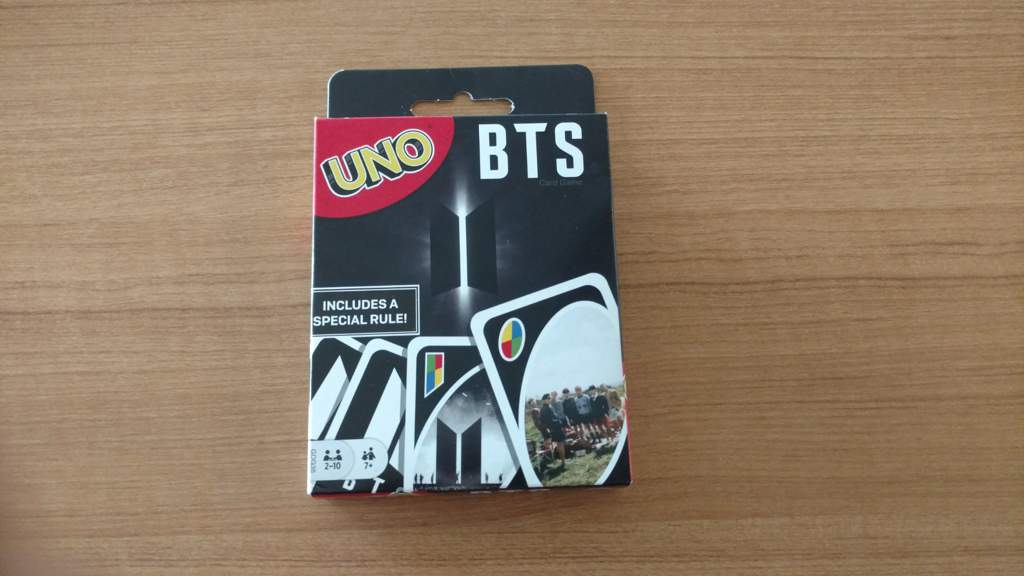 UNO
BTS
Card Game
INCLUDES A
SPECIAL RULE!
2-10
7+